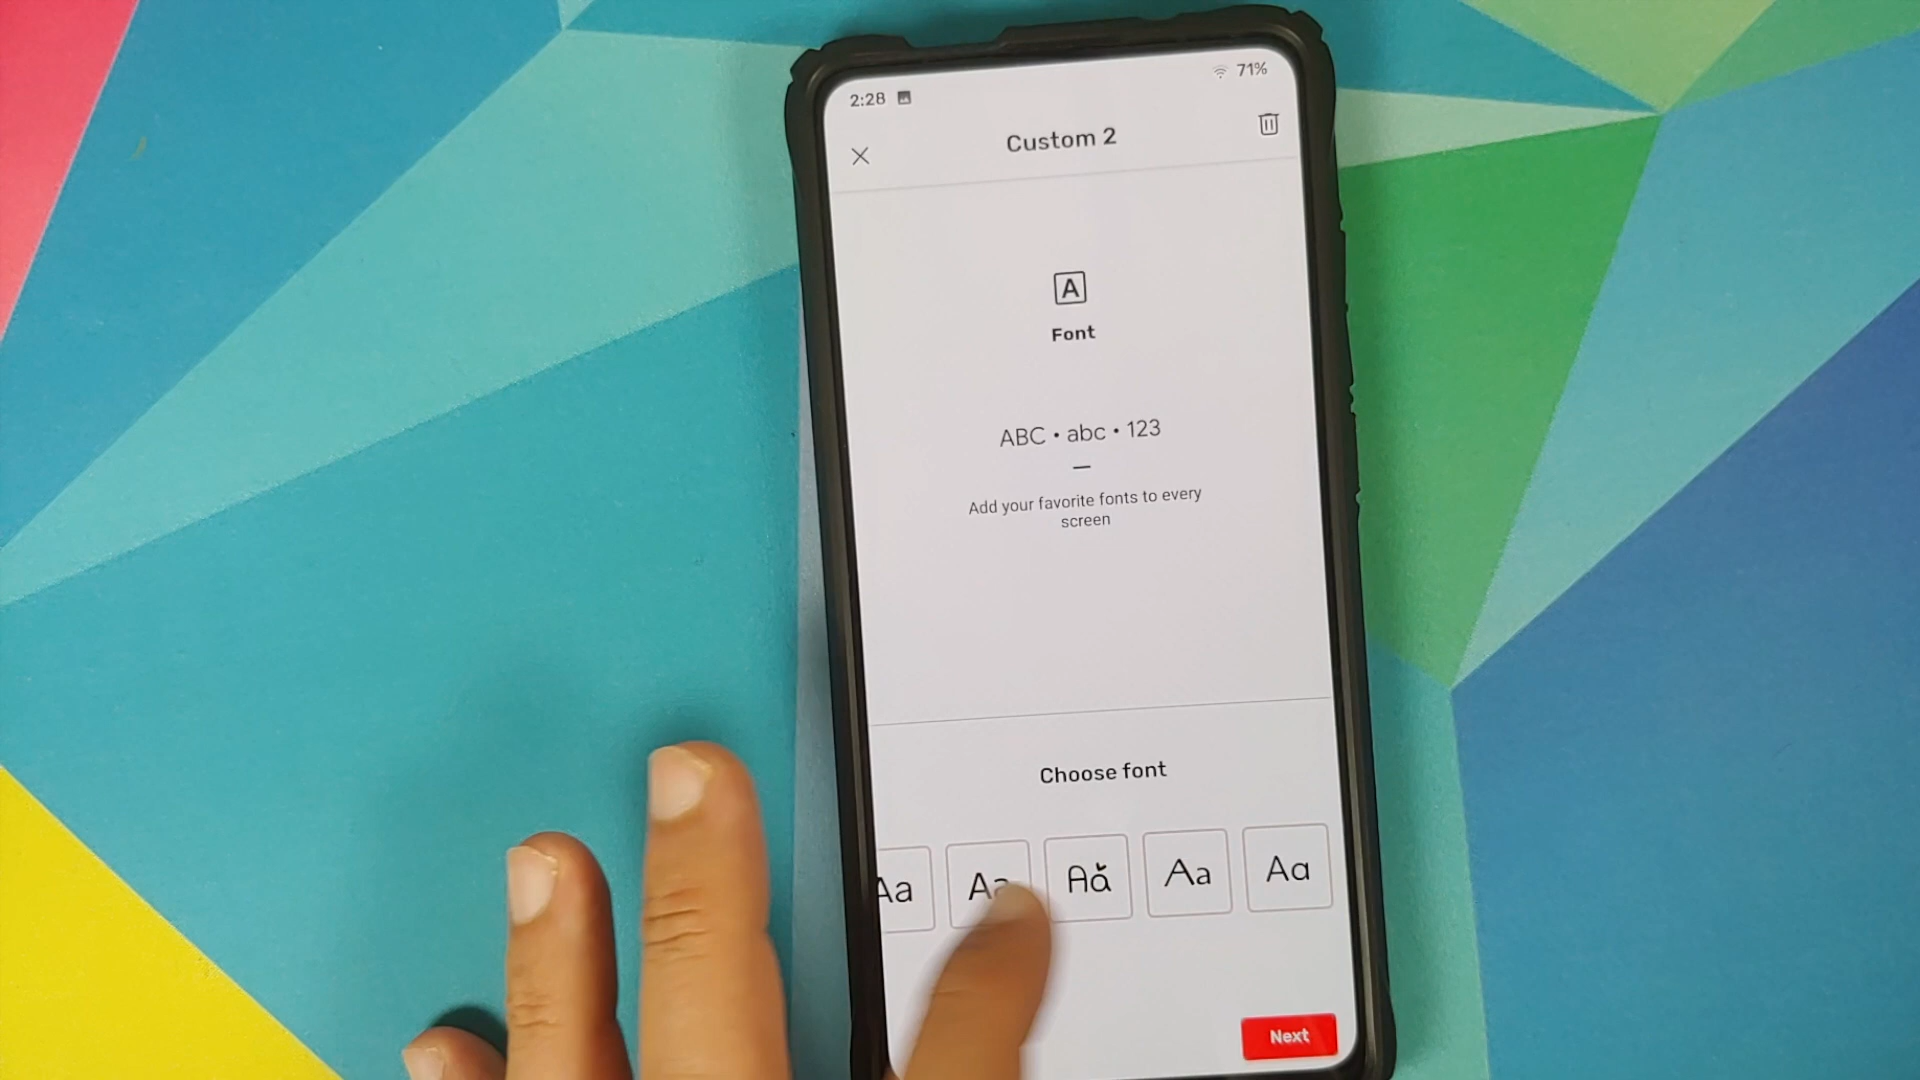 2:28
71%
Custom 2
A
Font
ABC • abc • 123
Add your favorite fonts to every
screen
Choose font
Aa Aa Aa Aa Aa
Next